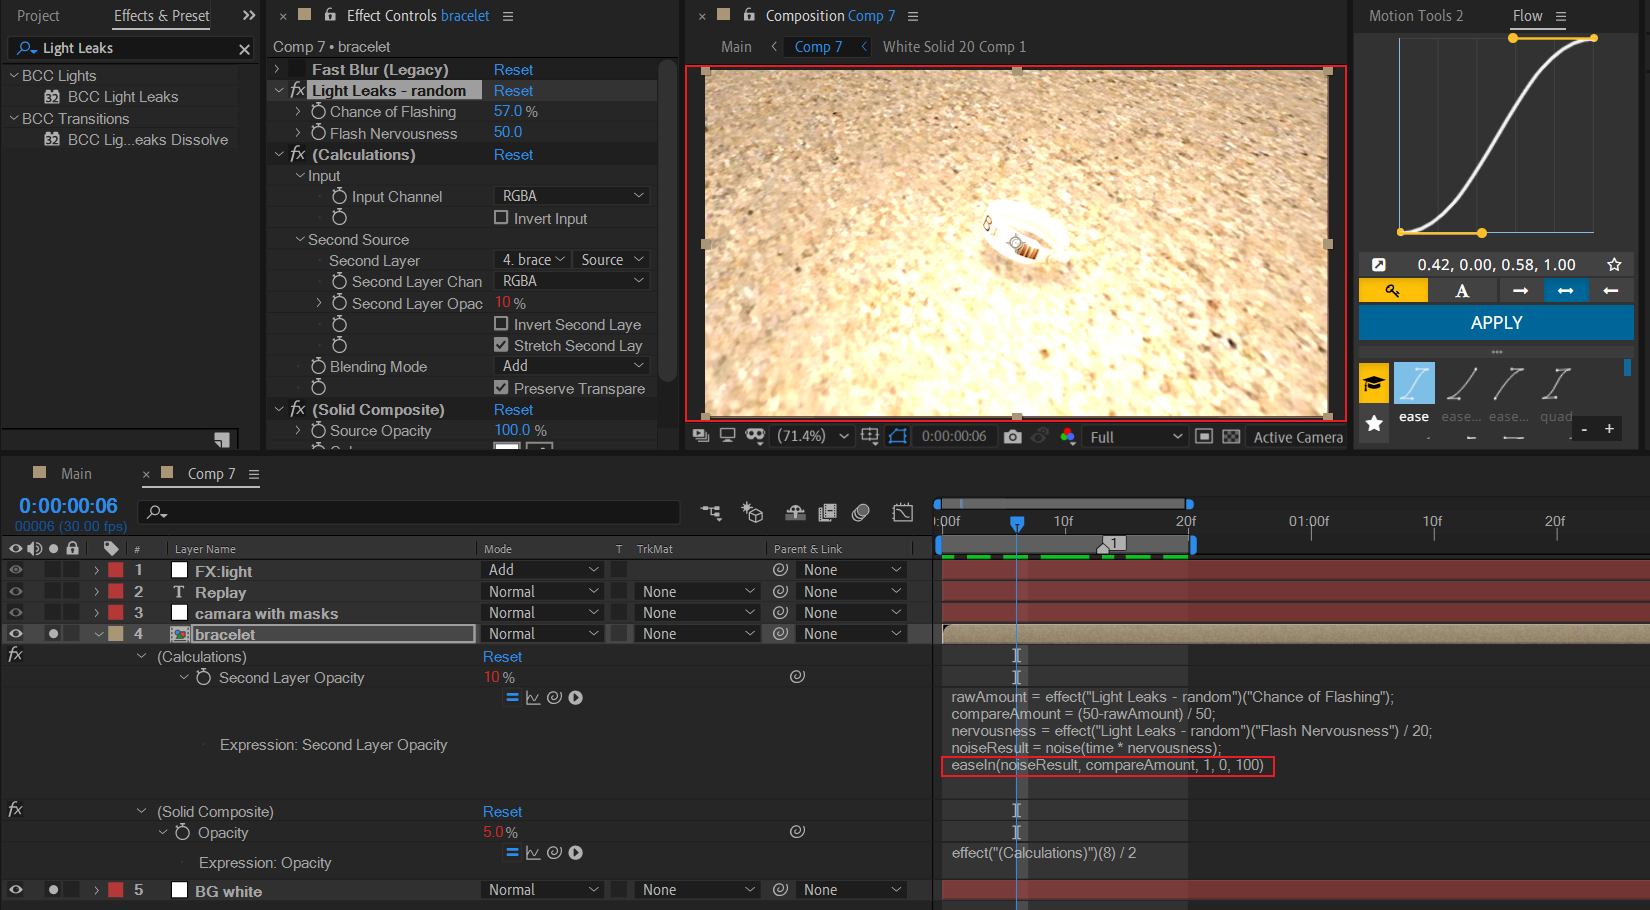 Project
Effects & Preset
Light Leaks
BCC Lights
BCC Light Leaks
BCC Transitions
BCC Lig...eaks Dissolve
Effect Controls bracelet
Comp 7 • bracelet
Fast Blur (Legacy) Reset
Light Leaks - random Reset
Chance of Flashing 57.0 %
Flash Nervousness 50.0
(Calculations) Reset
Input
Input Channel RGBA
Invert Input
Second Source
Second Layer 4. brace Source
Second Layer Chan RGBA
Second Layer Opac 10 %
Invert Second Laye
Stretch Second Lay
Blending Mode Add
Preserve Transpare
(Solid Composite) Reset
Source Opacity 100.0 %
Composition Comp 7
Main Comp 7 White Solid 20 Comp 1
(71.4%) 0:00:00:06 Full Active Camera
Motion Tools 2
Flow
0.42, 0.00, 0.58, 1.00
A
APPLY
ease ease... ease... quad
- +
Main
Comp 7
0:00:00:06
00006 (30.00 fps)
:00f 10f 20f 01:00f 10f 20f
1
# Layer Name Mode T TrkMat Parent & Link
1 FX:light Add None
2 Replay Normal None None
3 camara with masks Normal None None
4 bracelet Normal None None
fx (Calculations) Reset
Second Layer Opacity 10 %
Expression: Second Layer Opacity
rawAmount = effect("Light Leaks - random")("Chance of Flashing");
compareAmount = (50-rawAmount) / 50;
nervousness = effect("Light Leaks - random")("Flash Nervousness") / 20;
noiseResult = noise(time * nervousness);
easeIn(noiseResult, compareAmount, 1, 0, 100)
fx (Solid Composite) Reset
Opacity 5.0 %
Expression: Opacity
effect("(Calculations)")(8) / 2
5 BG white Normal None None